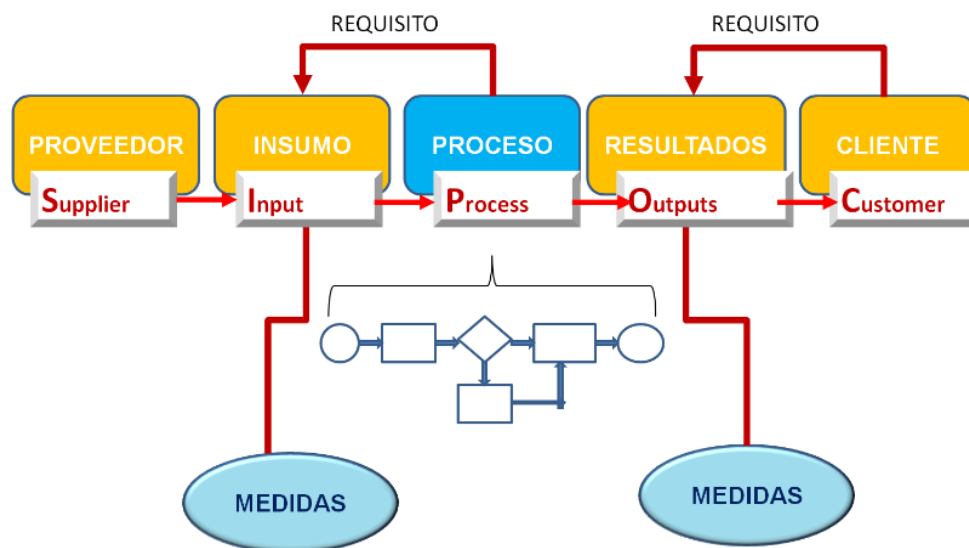 REQUISITO
REQUISITO
PROVEEDOR
INSUMO
PROCESO
RESULTADOS
CLIENTE
Supplier
Input
Process
Outputs
Customer
MEDIDAS
MEDIDAS